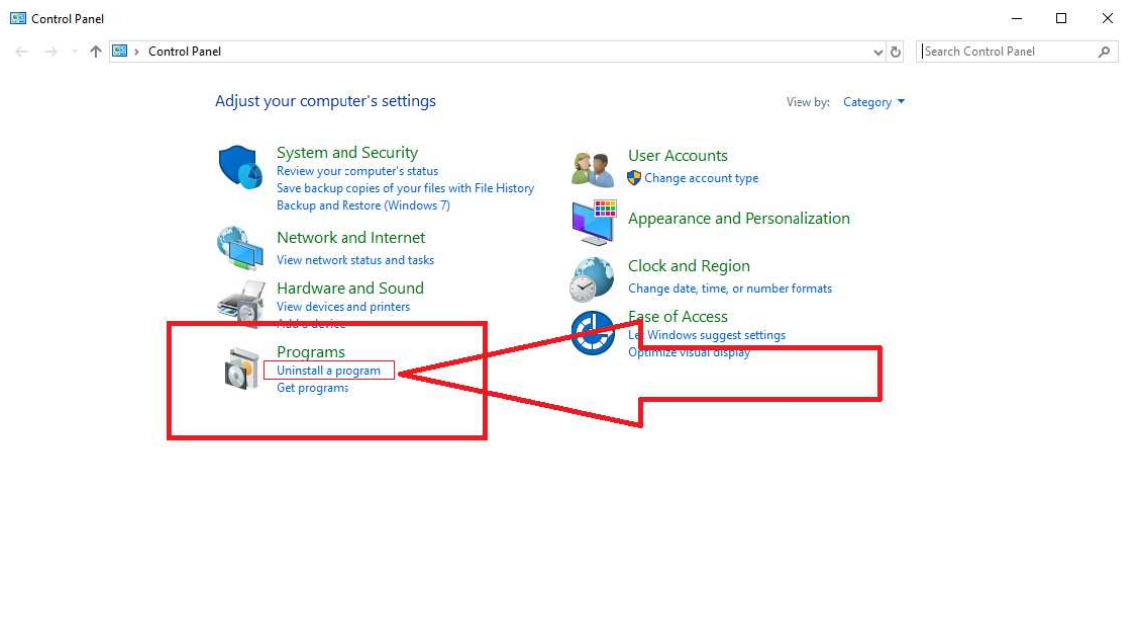 Control Panel
Control Panel
Search Control Panel
Adjust your computer's settings
View by: Category
System and Security
Review your computer's status
Save backup copies of your files with File History
Backup and Restore (Windows 7)
Network and Internet
View network status and tasks
Hardware and Sound
View devices and printers
Add a device
Programs
Uninstall a program
Get programs
User Accounts
Change account type
Appearance and Personalization
Clock and Region
Change date, time, or number formats
Ease of Access
Let Windows suggest settings
Optimize visual display